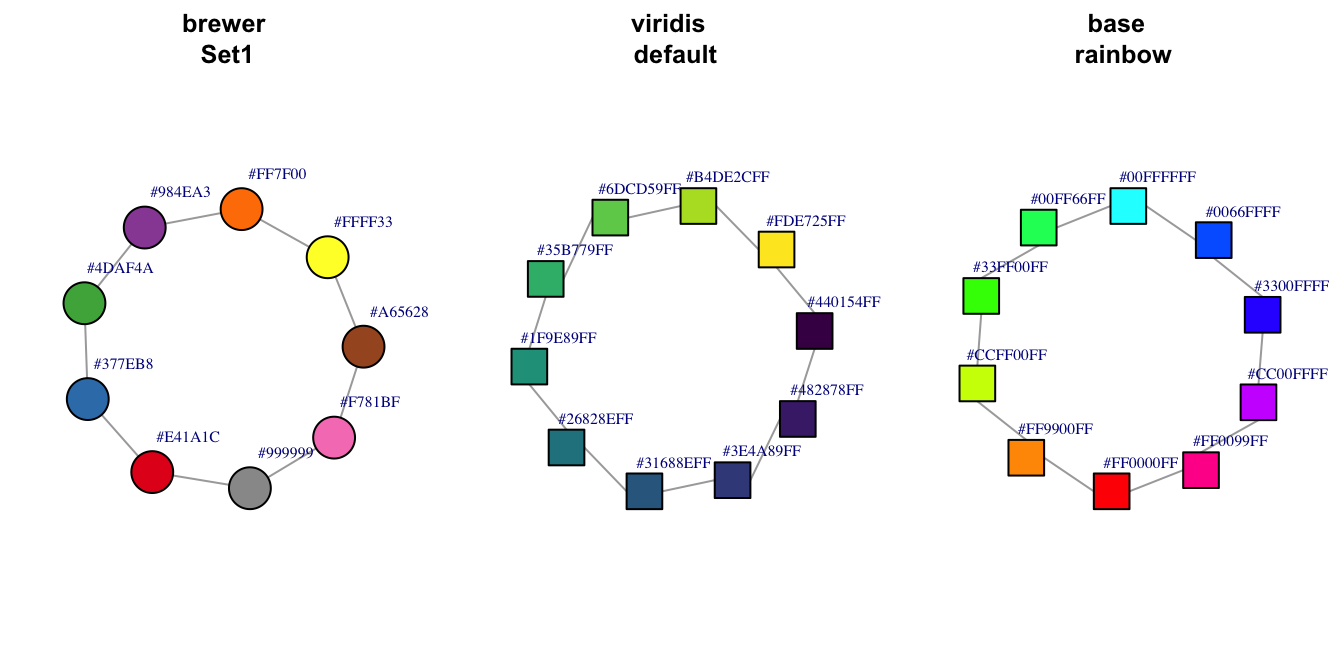 brewer
Set1
viridis
default
base
rainbow
#FF7F00
#984EA3
#FFFF33
#4DAF4A
#A65628
#377EB8
#F781BF
#E41A1C
#999999
#B4DE2CFF
#6DCD59FF
#FDE725FF
#35B779FF
#440154FF
#1F9E89FF
#482878FF
#26828EFF
#3E4A89FF
#31688EFF
#00FFFFFF
#00FF66FF
#0066FFFF
#33FF00FF
#3300FFFF
#CCFF00FF
#CC00FFFF
#FF9900FF
#FF0099FF
#FF0000FF